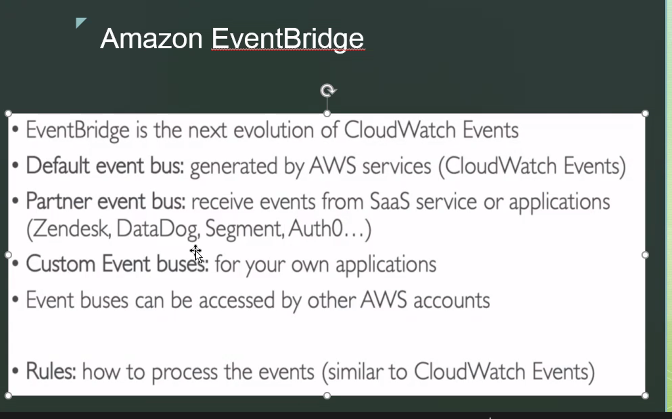 Amazon EventBridge
• EventBridge is the next evolution of CloudWatch Events
• Default event bus: generated by AWS services (CloudWatch Events)
• Partner event bus: receive events from SaaS service or applications
(Zendesk, DataDog, Segment, Auth0…)
• Custom Event buses: for your own applications
• Event buses can be accessed by other AWS accounts
• Rules: how to process the events (similar to CloudWatch Events)